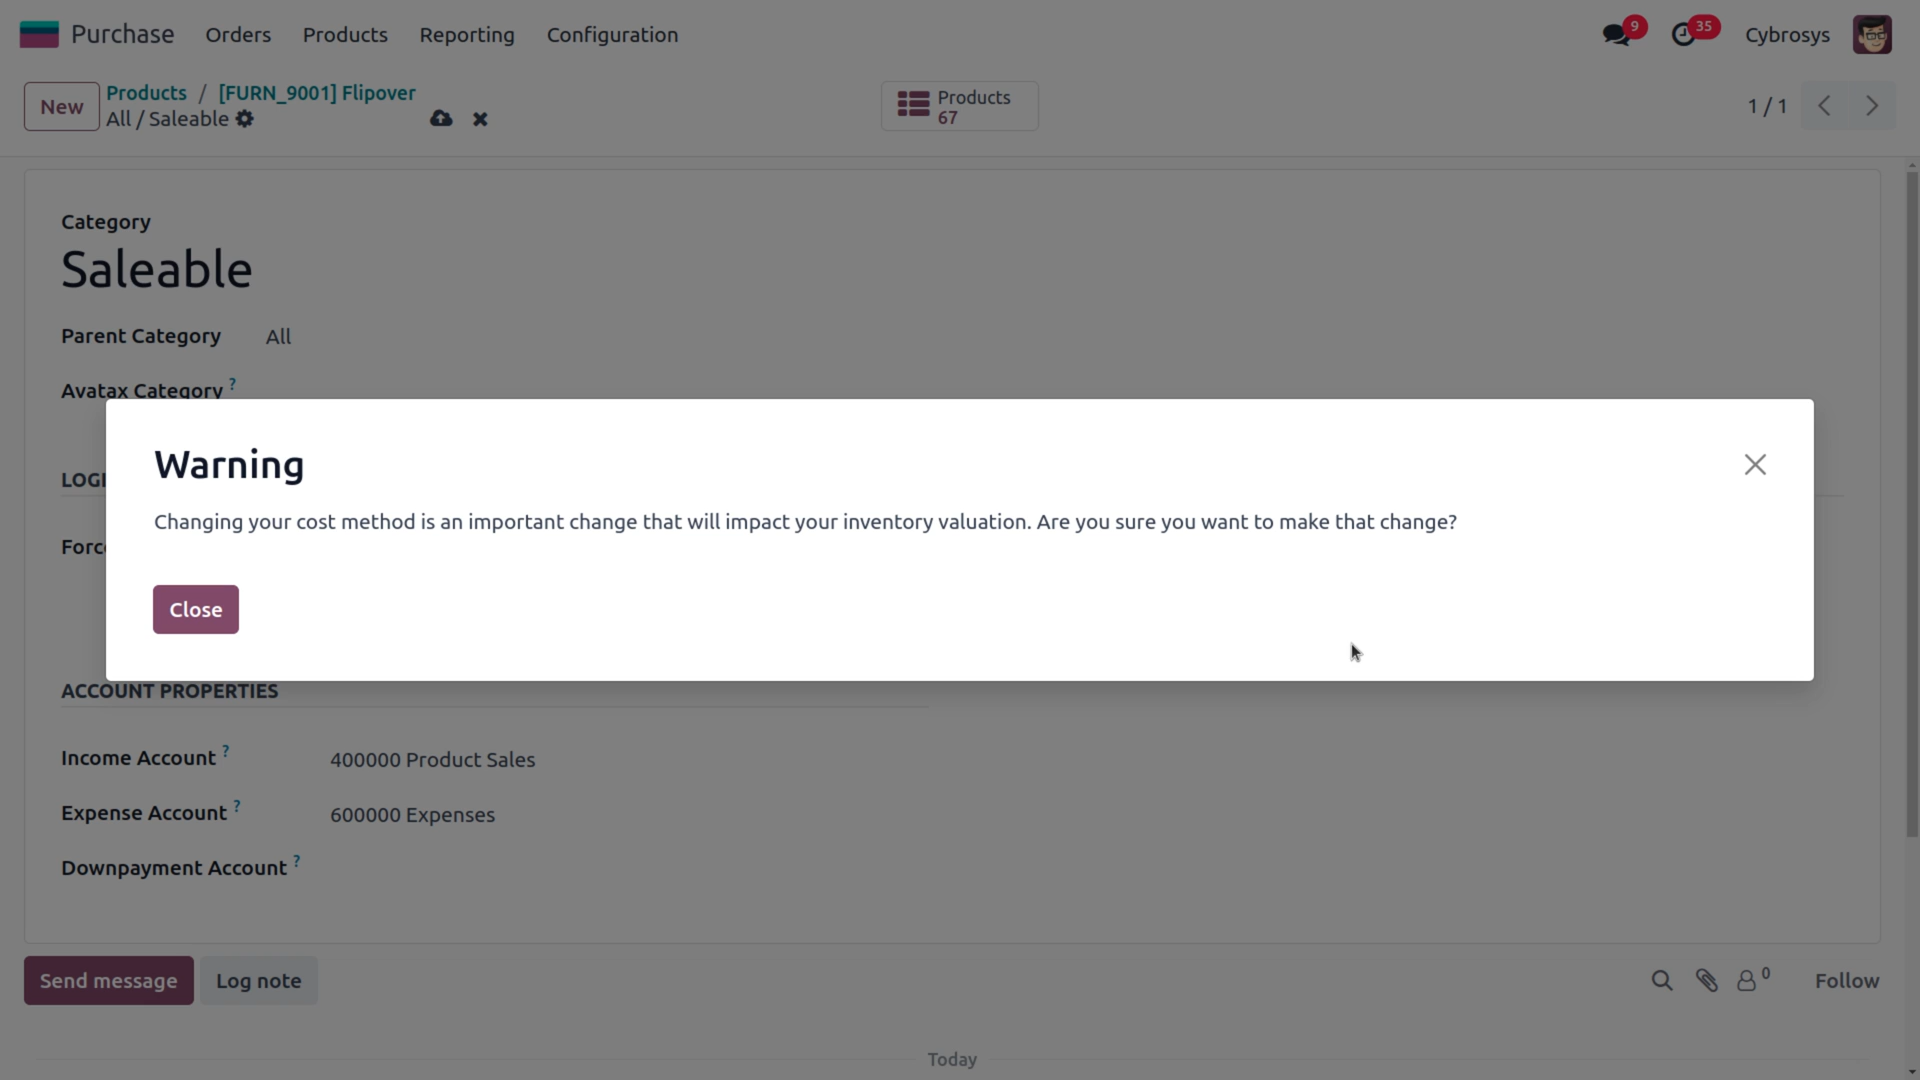 Purchase Orders Products Reporting Configuration 9 35 Cybrosys
New Products / [FURN_9001] Flipover
All / Saleable
Products
67
1 / 1
Category
Saleable
Parent Category All
Avatax Category ?
Warning
LOGI
Changing your cost method is an important change that will impact your inventory valuation. Are you sure you want to make that change?
Forc
Close
ACCOUNT PROPERTIES
Income Account ? 400000 Product Sales
Expense Account ? 600000 Expenses
Downpayment Account ?
Send message Log note 0 Follow
Today